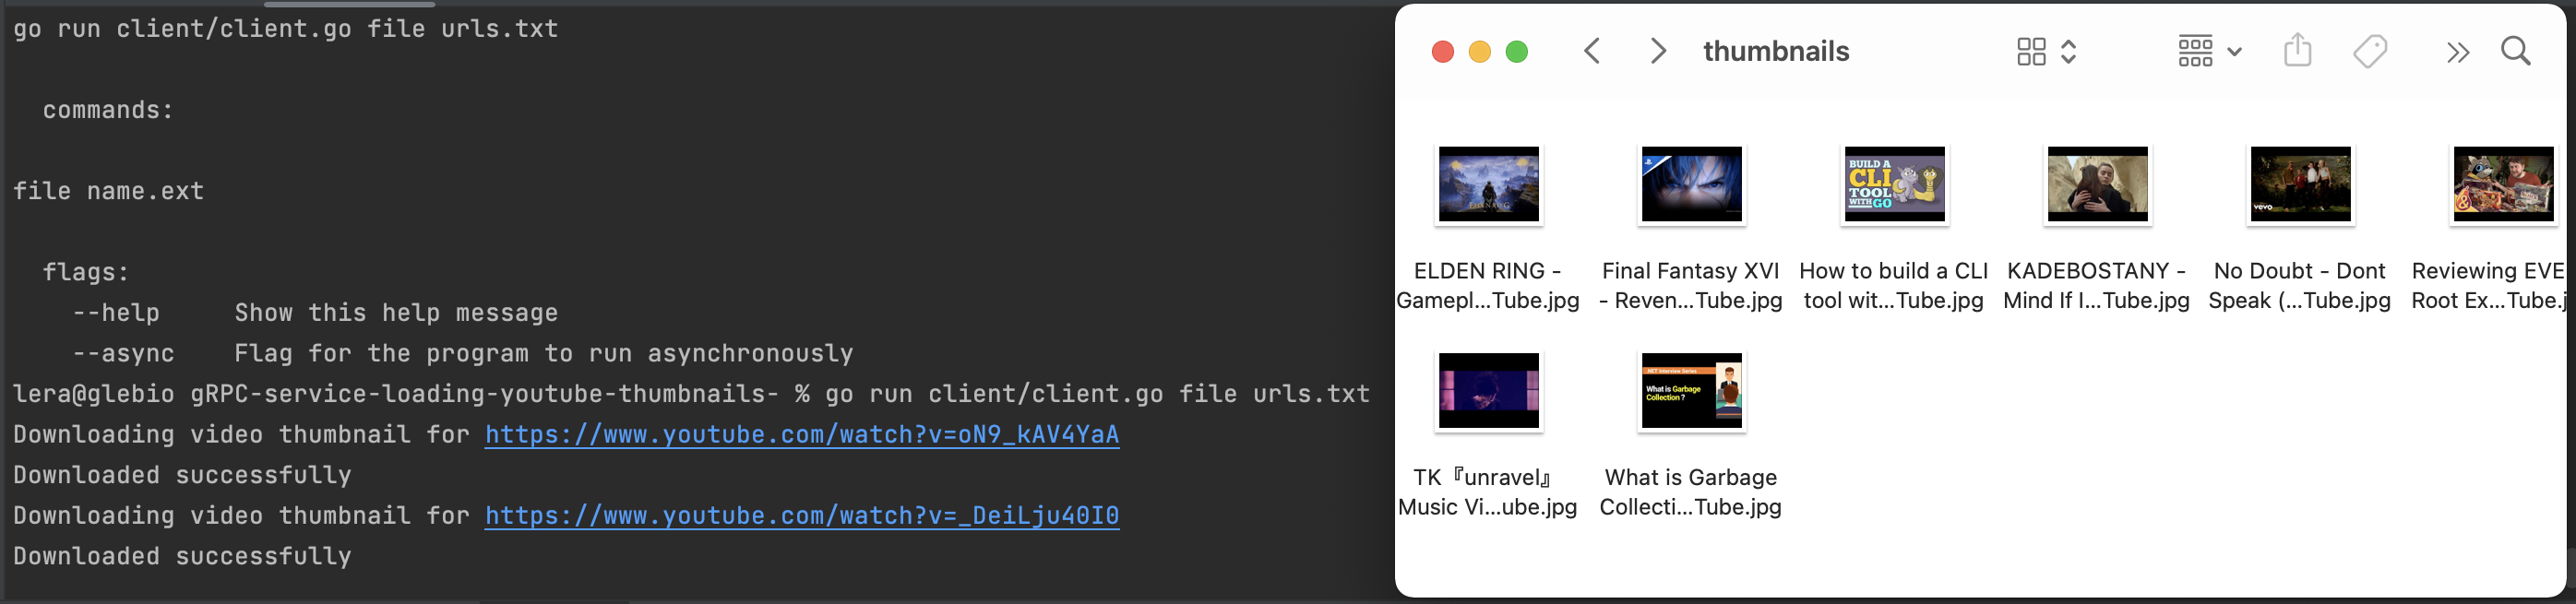 go run client/client.go file urls.txt
commands:
file name.ext
flags:
--help     Show this help message
--async    Flag for the program to run asynchronously
lera@glebio gRPC-service-loading-youtube-thumbnails- % go run client/client.go file urls.txt
Downloading video thumbnail for https://www.youtube.com/watch?v=oN9_kAV4YaA
Downloaded successfully
Downloading video thumbnail for https://www.youtube.com/watch?v=_DeiLju40I0
Downloaded successfully
thumbnails
ELDEN RING
BUILD A
CLI
TOOL
WITH GO
vevo
&
ELDEN RING -
Gamepl...Tube.jpg
Final Fantasy XVI
- Reven...Tube.jpg
How to build a CLI
tool wit...Tube.jpg
KADEBOSTANY -
Mind If I...Tube.jpg
No Doubt - Dont
Speak (...Tube.jpg
Reviewing EVE
Root Ex...Tube.j
.NET Interview Series
What is Garbage
Collection ?
TK『unravel』
Music Vi...ube.jpg
What is Garbage
Collecti...Tube.jpg